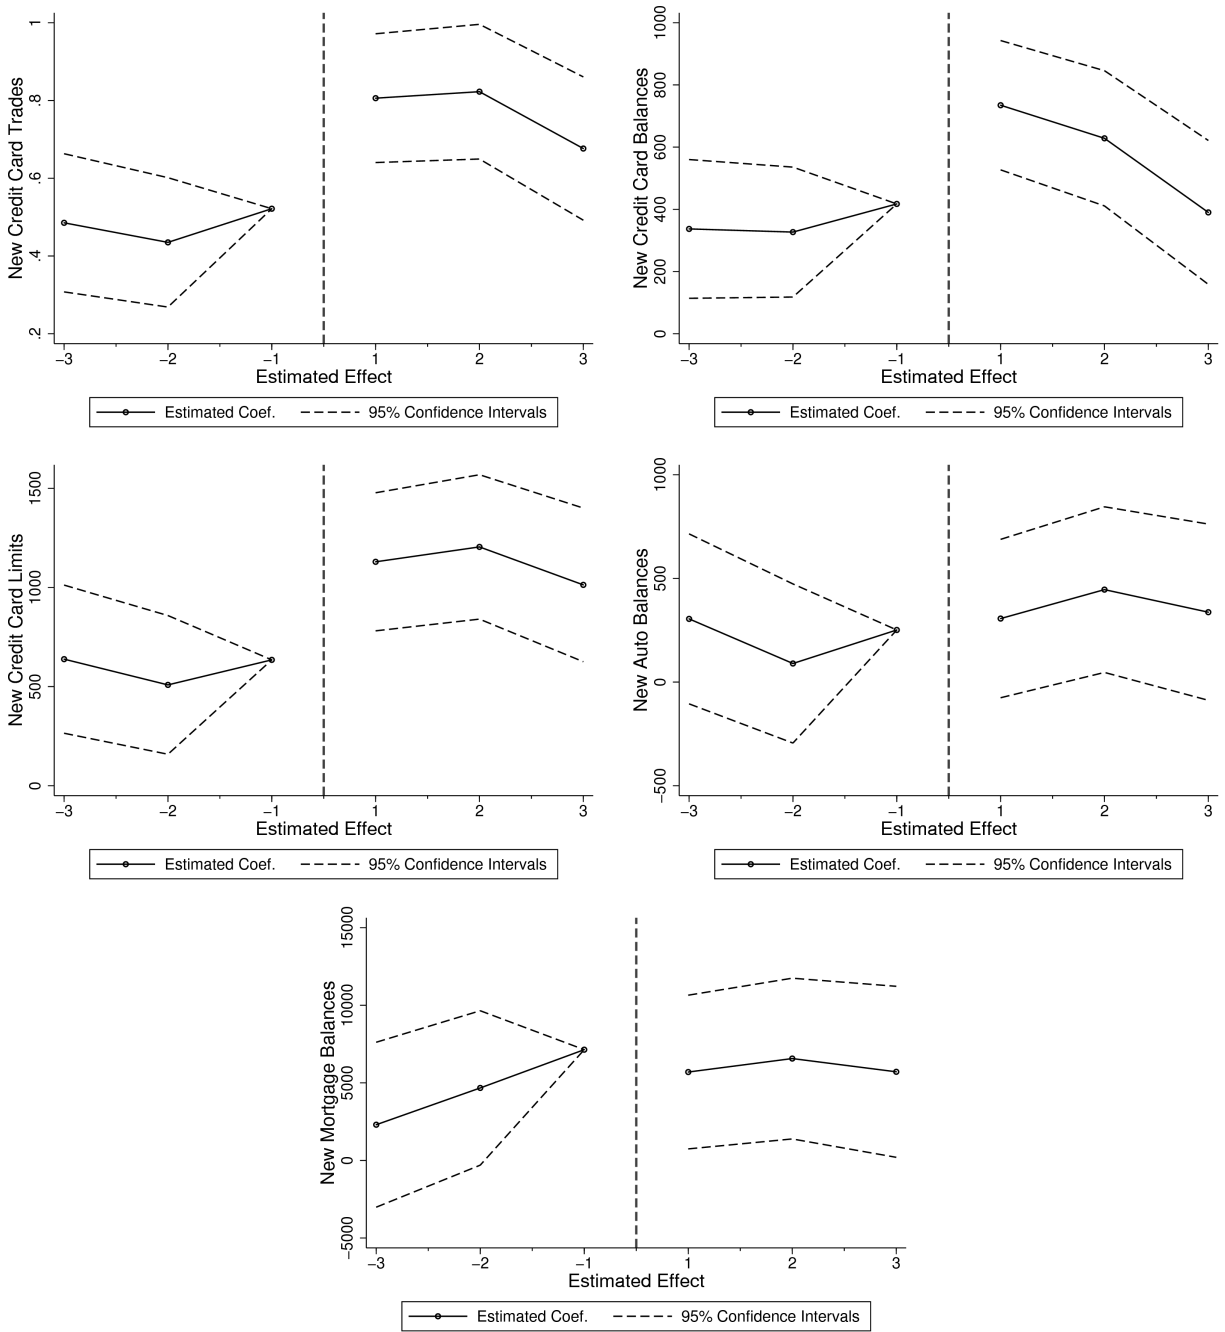 New Credit Card Trades
1
.8
.6
.4
.2
−3 −2 −1 1 2 3
Estimated Effect
Estimated Coef. 95% Confidence Intervals
New Credit Card Balances
1000
800
600
400
200
0
−3 −2 −1 1 2 3
Estimated Effect
Estimated Coef. 95% Confidence Intervals
New Credit Card Limits
1500
1000
500
0
−3 −2 −1 1 2 3
Estimated Effect
Estimated Coef. 95% Confidence Intervals
New Auto Balances
1000
500
0
−500
−3 −2 −1 1 2 3
Estimated Effect
Estimated Coef. 95% Confidence Intervals
New Mortgage Balances
15000
10000
5000
0
−5000
−3 −2 −1 1 2 3
Estimated Effect
Estimated Coef. 95% Confidence Intervals